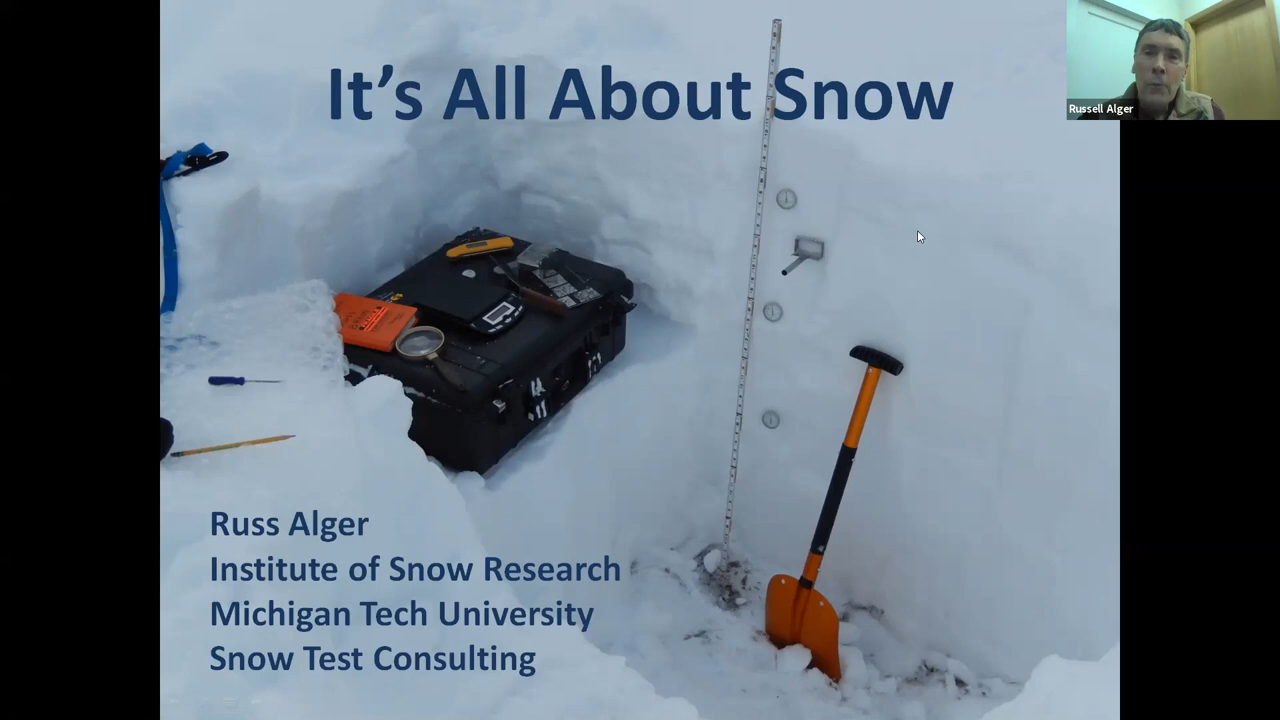 It's All About Snow
Russell Alger
Russ Alger
Institute of Snow Research
Michigan Tech University
Snow Test Consulting